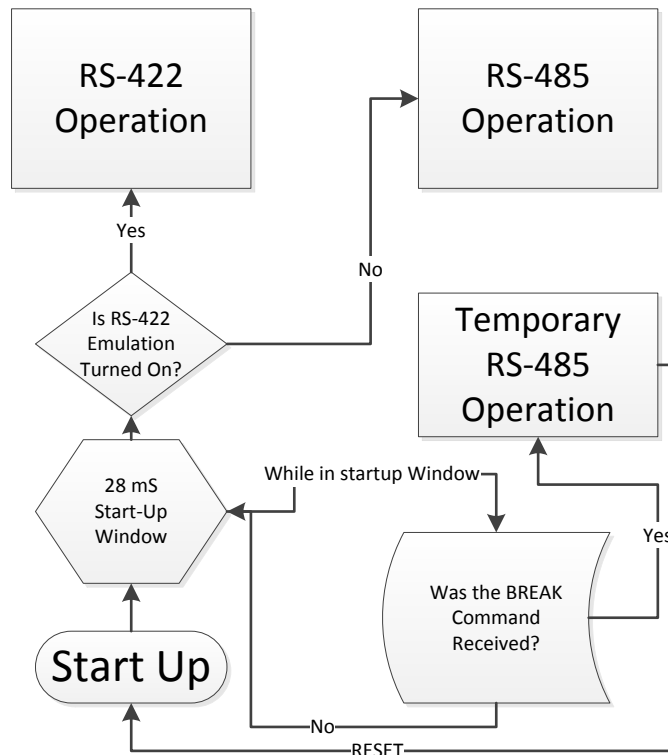 RS-422
Operation
RS-485
Operation
Yes
No
Is RS-422
Emulation
Turned On?
Temporary
RS-485
Operation
28 mS
Start-Up
Window
While in startup Window
Yes
Was the BREAK
Command
Received?
Start Up
No
RESET